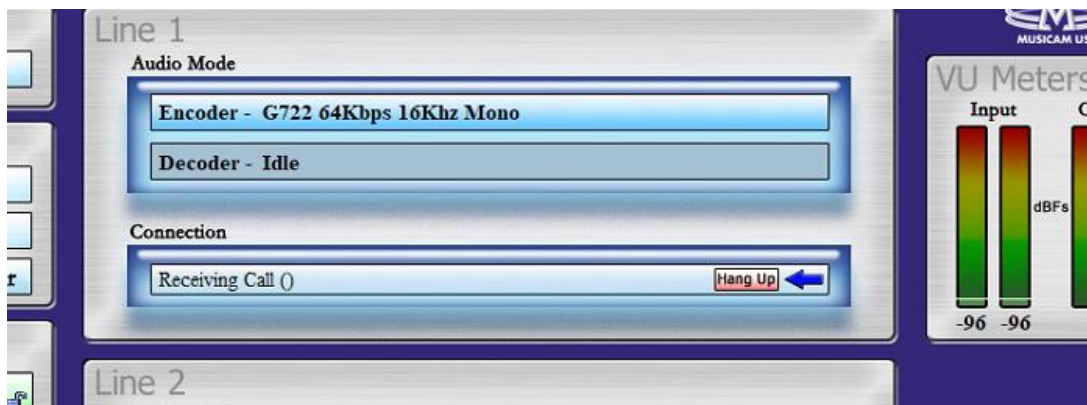 Line 1
MUSICAM US
Audio Mode
Encoder - G722 64Kbps 16Khz Mono
Decoder - Idle
Connection
Receiving Call ()
Hang Up
VU Meters
Input
dBFs
-96 -96
r
Line 2